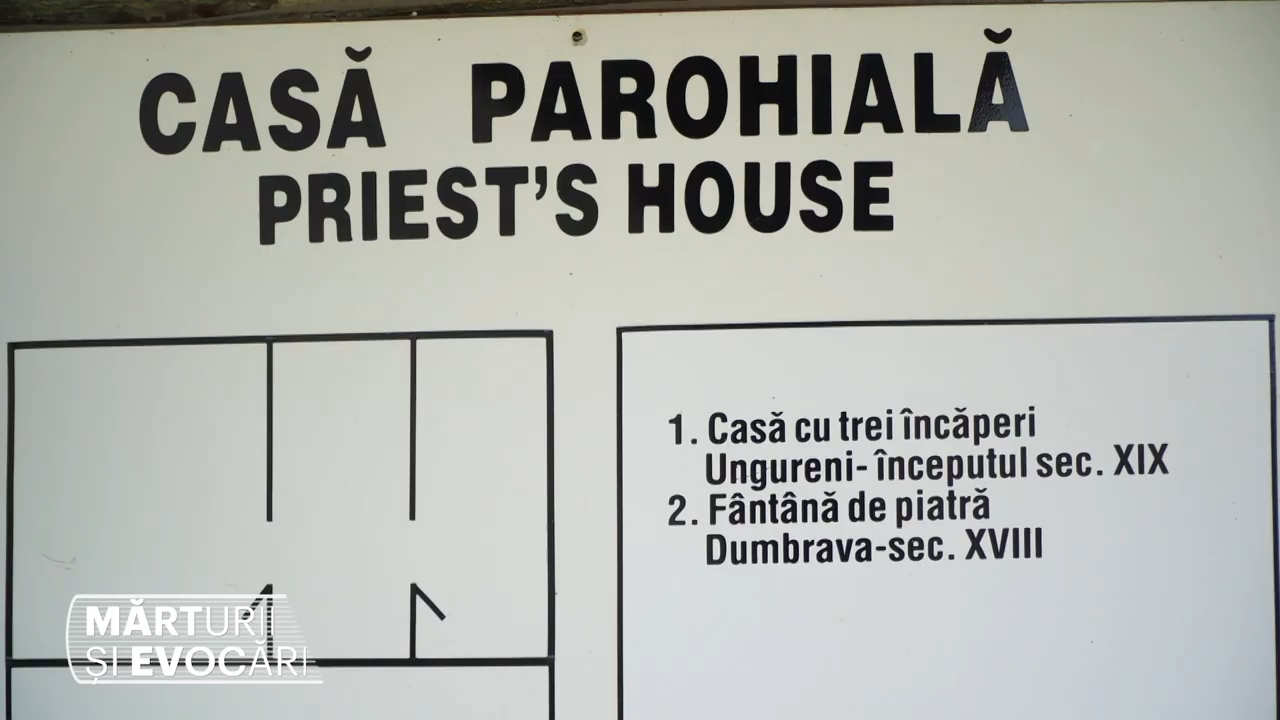 CASĂ PAROHIALĂ
PRIEST'S HOUSE
1. Casă cu trei încăperi
Ungureni- începutul sec. XIX
2. Fântână de piatră
Dumbrava-sec. XVIII
MĂRTURII
ȘI EVOCĂRI